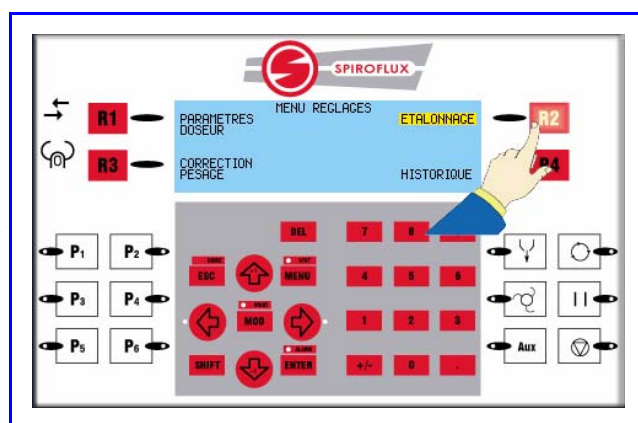 SPIROFLUX
MENU REGLAGES
R1
PARAMETRES
DOSEUR
ETALONNAGE
R2
R3
CORRECTION
PESAGE
HISTORIQUE
R4
DEL
7
8
P1
P2
ESC
MENU
4
5
6
P3
P4
MOD
1
2
3
P5
P6
SHIFT
ALARM
ENTER
+/-
0
.
Aux